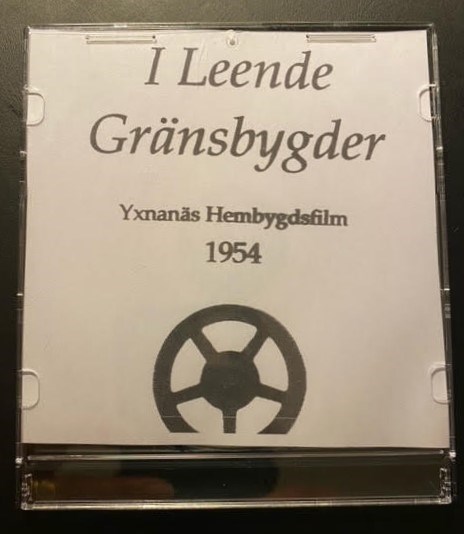 I Leende
Gränsbygder
Yxnanäs Hembygdsfilm
1954